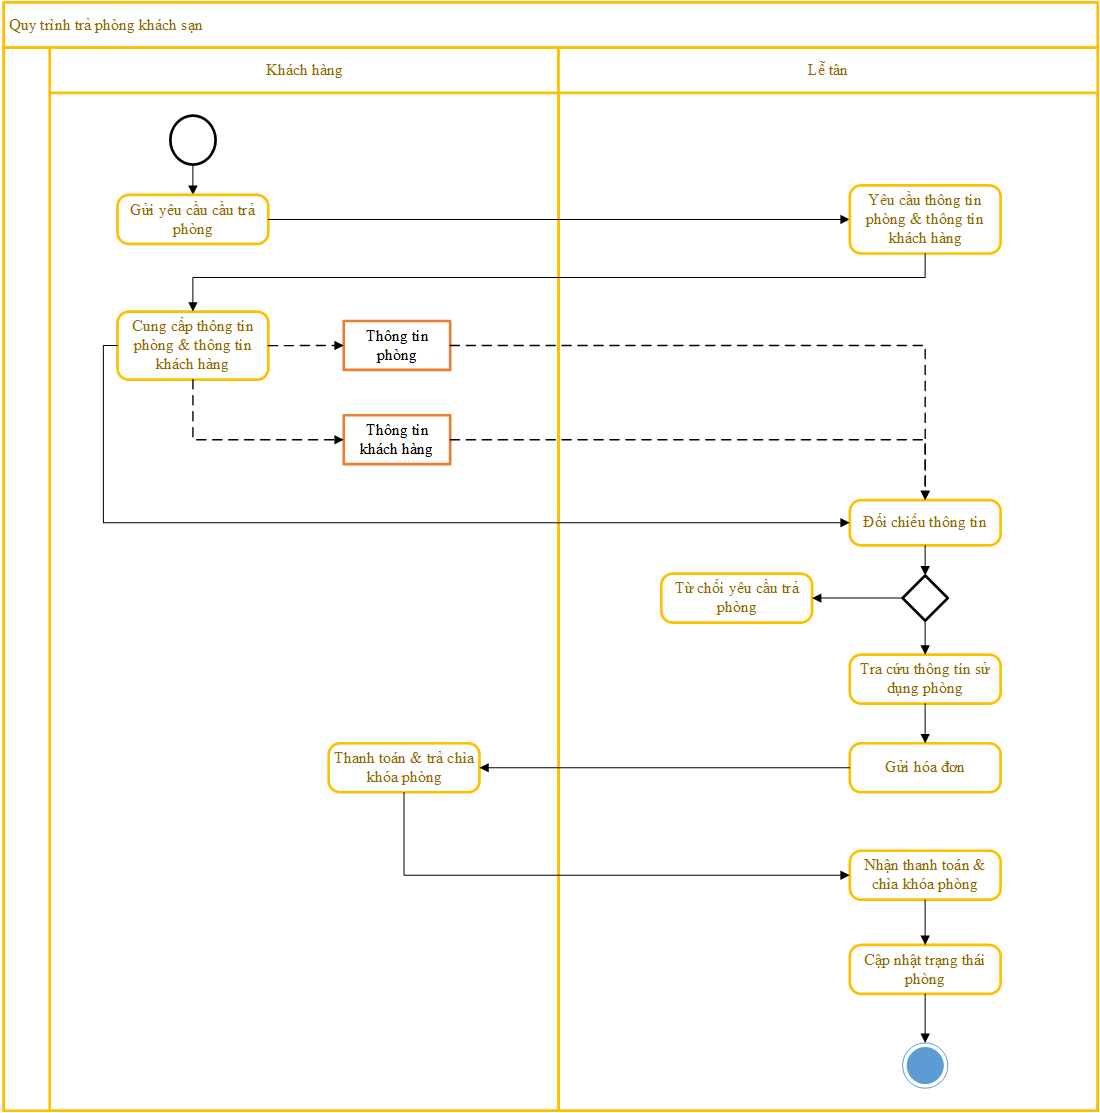 Quy trình trả phòng khách sạn
Khách hàng
Lễ tân
Gửi yêu cầu cầu trả
phòng
Yêu cầu thông tin
phòng & thông tin
khách hàng
Cung cấp thông tin
phòng & thông tin
khách hàng
Thông tin
phòng
Thông tin
khách hàng
Đối chiếu thông tin
Từ chối yêu cầu trả
phòng
Tra cứu thông tin sử
dụng phòng
Thanh toán & trả chìa
khóa phòng
Gửi hóa đơn
Nhận thanh toán &
chìa khóa phòng
Cập nhật trạng thái
phòng